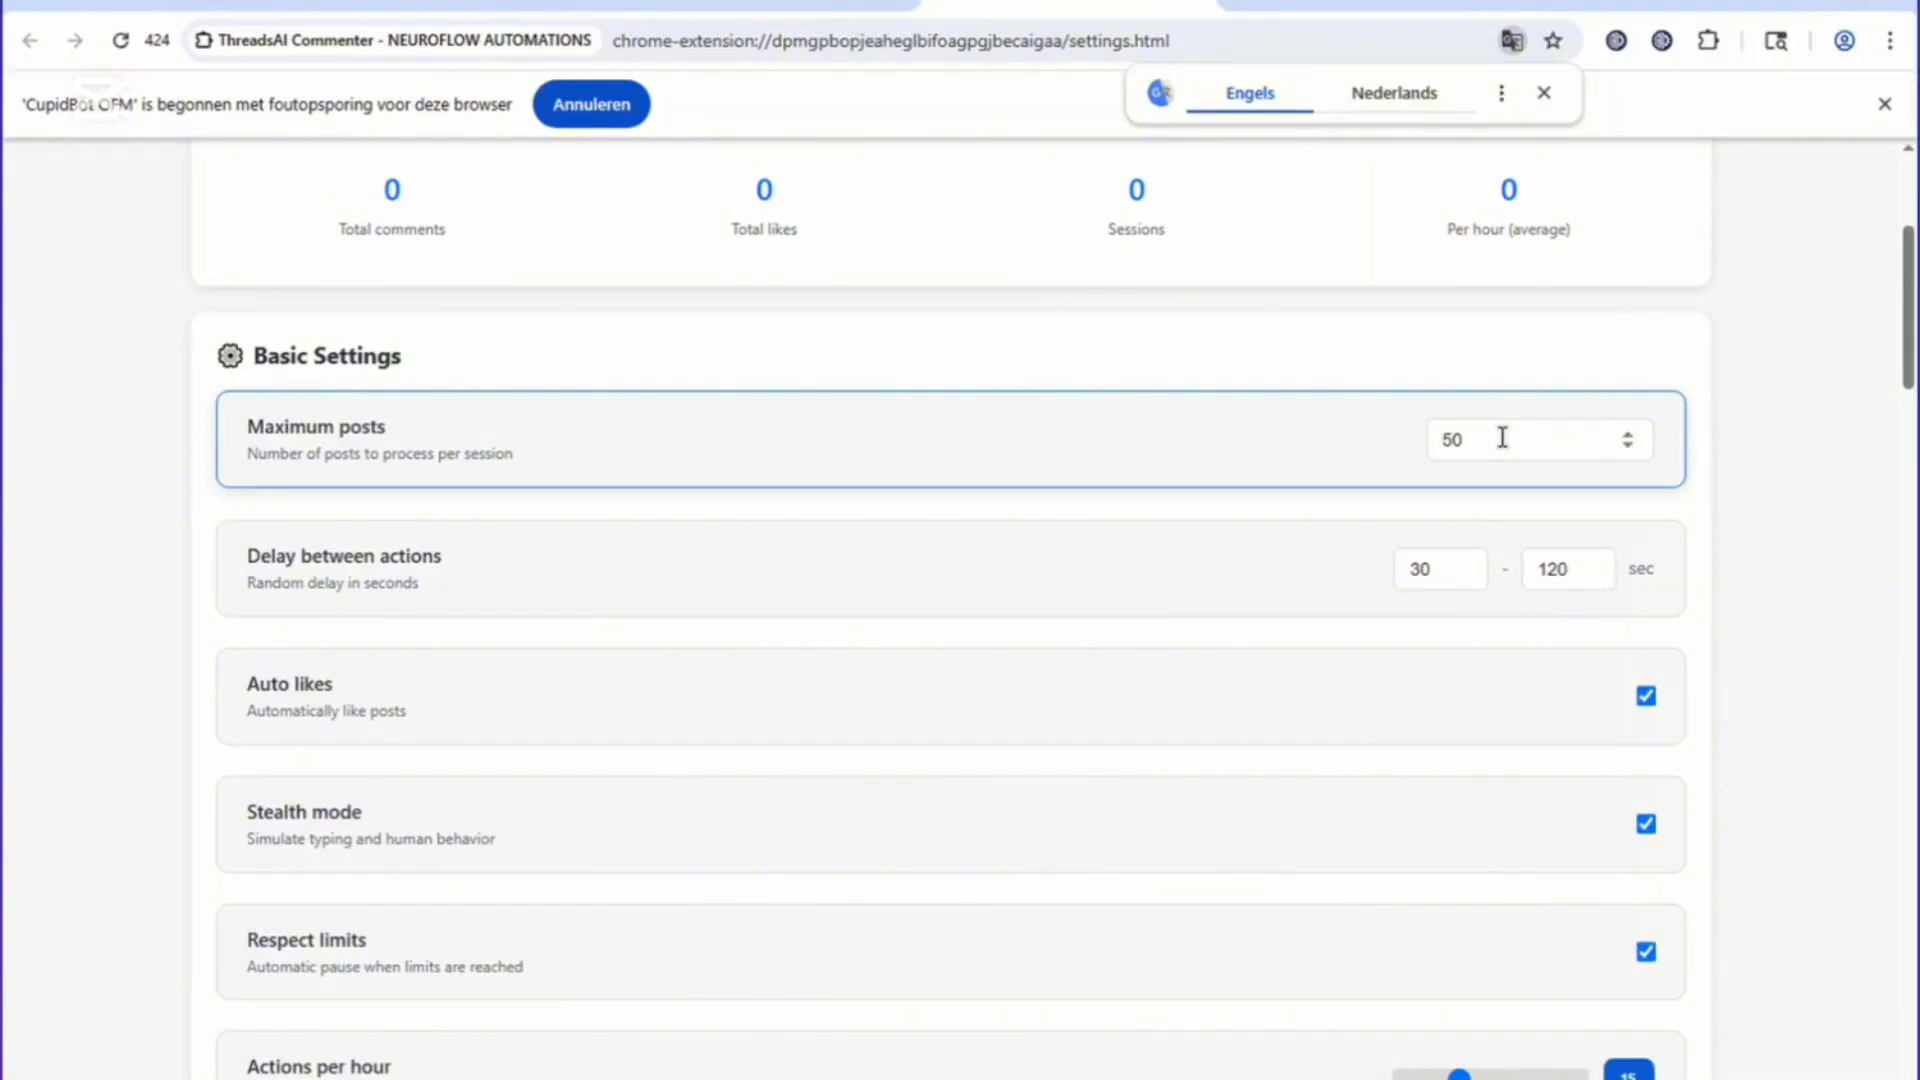 424
ThreadsAI Commenter - NEUROFLOW AUTOMATIONS
chrome-extension://dpmgpbopjeaheglbifoagpgjbecaigaa/settings.html
'CupidBot OFM' is begonnen met foutopsporing voor deze browser
Annuleren
Engels
Nederlands
0
Total comments
0
Total likes
0
Sessions
0
Per hour (average)
Basic Settings
Maximum posts
Number of posts to process per session
50
Delay between actions
Random delay in seconds
30 - 120 sec
Auto likes
Automatically like posts
Stealth mode
Simulate typing and human behavior
Respect limits
Automatic pause when limits are reached
Actions per hour
15